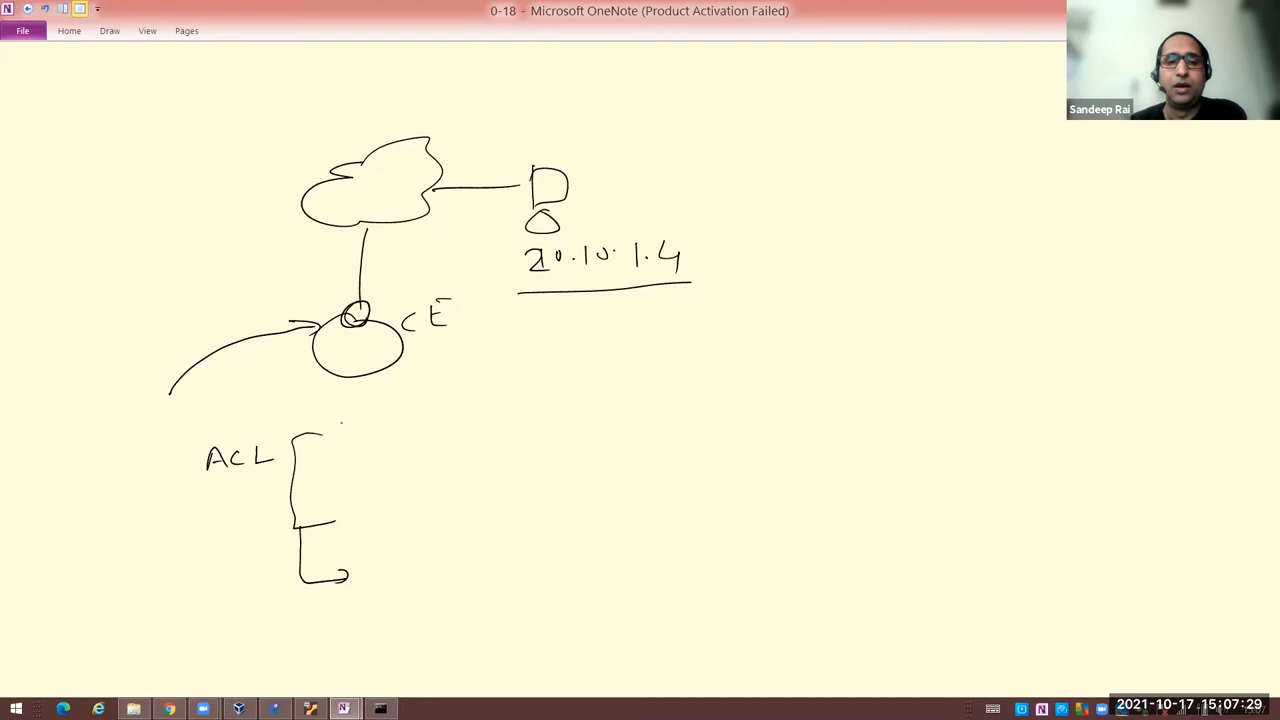 0-18 - Microsoft OneNote (Product Activation Failed)
File Home Draw View Pages
Sandeep Rai
20.10.1.4
CE
ACL
2021-10-17 15:07:29